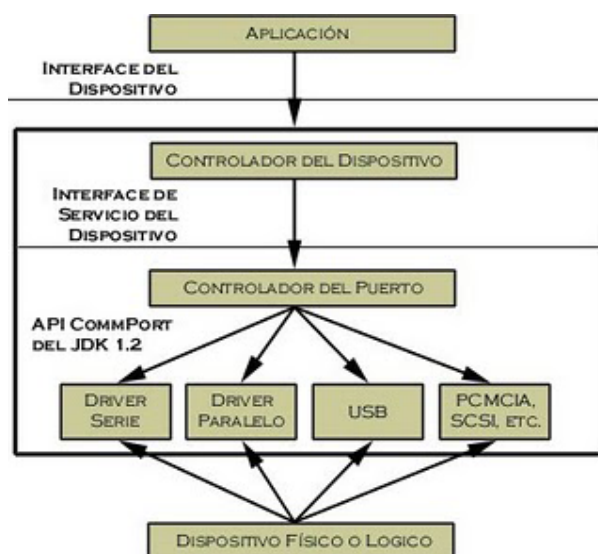 APLICACIÓN
INTERFACE DEL
DISPOSITIVO
CONTROLADOR DEL DISPOSITIVO
INTERFACE DE
SERVICIO DEL
DISPOSITIVO
CONTROLADOR DEL PUERTO
API COMMPORT
DEL JDK 1.2
DRIVER
SERIE
DRIVER
PARALELO
USB
PCMCIA,
SCSI, ETC.
DISPOSITIVO FÍSICO O LOGICO